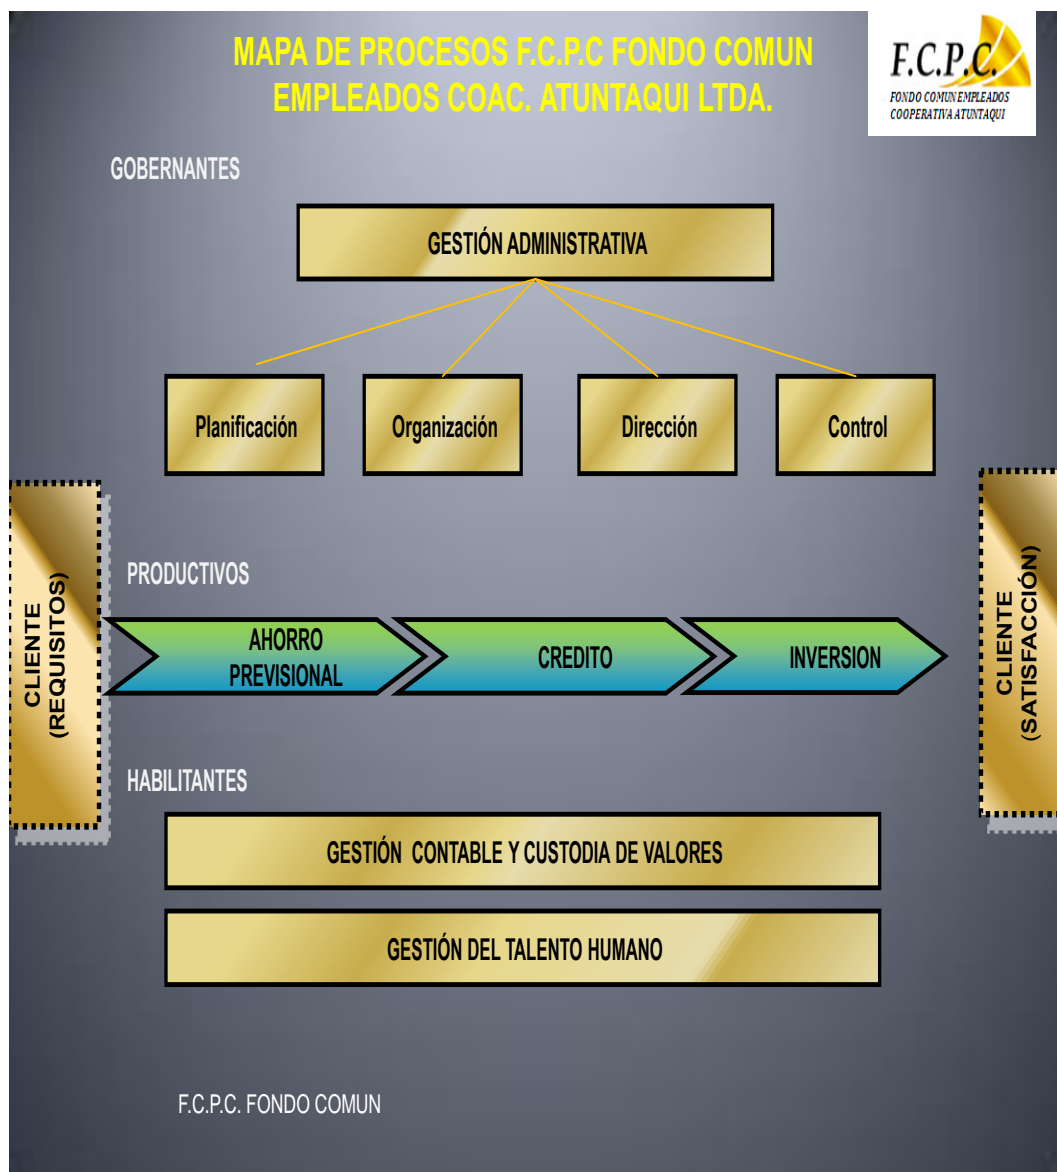 MAPA DE PROCESOS F.C.P.C FONDO COMUN
EMPLEADOS COAC. ATUNTAQUI LTDA.
F.C.P.C.
FONDO COMUN EMPLEADOS
COOPERATIVA ATUNTAQUI
GOBERNANTES
GESTIÓN ADMINISTRATIVA
Planificación
Organización
Dirección
Control
CLIENTE
(REQUISITOS)
PRODUCTIVOS
AHORRO
PREVISIONAL
CREDITO
INVERSION
CLIENTE
(SATISFACCIÓN)
HABILITANTES
GESTIÓN CONTABLE Y CUSTODIA DE VALORES
GESTIÓN DEL TALENTO HUMANO
F.C.P.C. FONDO COMUN